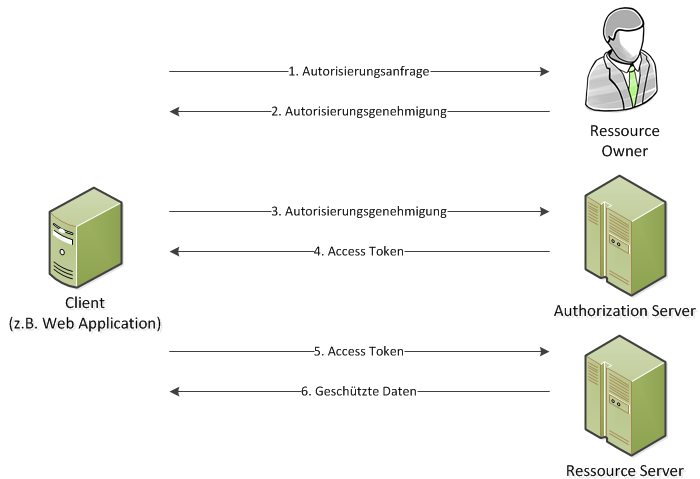 1. Autorisierungsanfrage
2. Autorisierungsgenehmigung
Ressource
Owner
3. Autorisierungsgenehmigung
4. Access Token
Client
(z.B. Web Application)
Authorization Server
5. Access Token
6. Geschützte Daten
Ressource Server